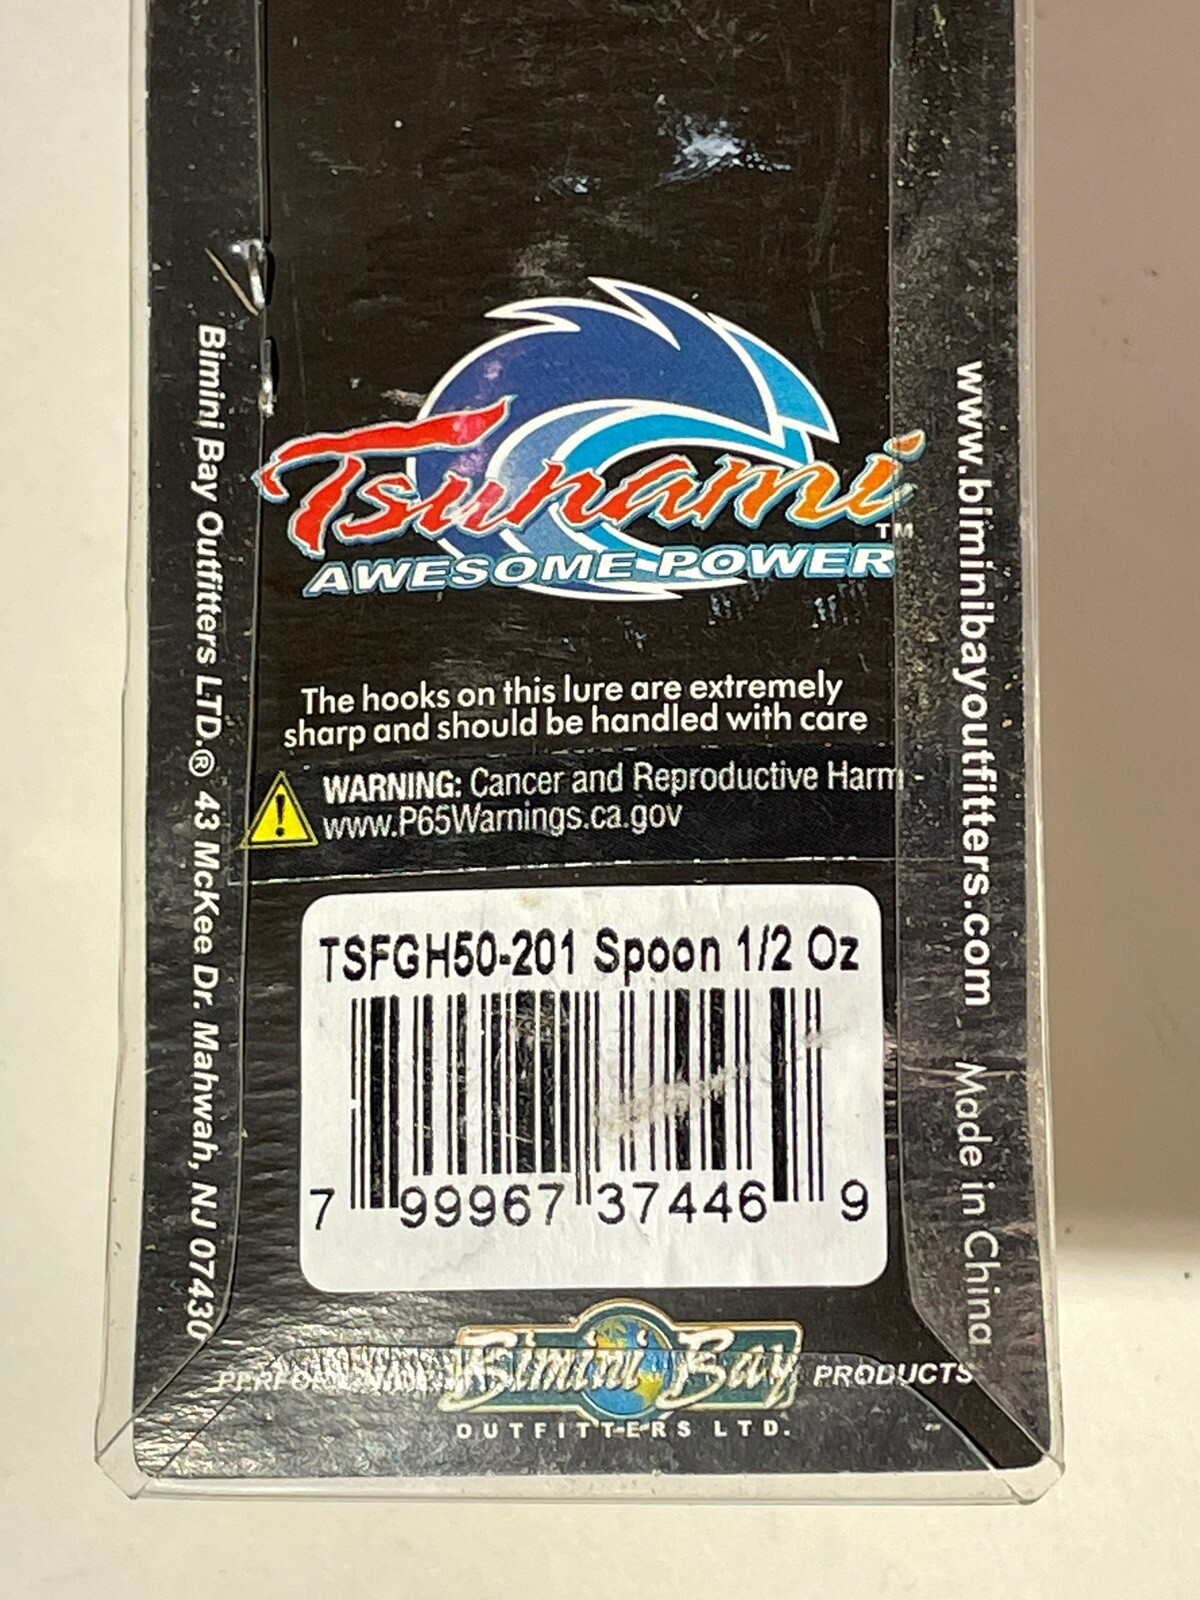 Tsunami™
AWESOME POWER
The hooks on this lure are extremely
sharp and should be handled with care
WARNING: Cancer and Reproductive Harm -
www.P65Warnings.ca.gov
TSFGH50-201 Spoon 1/2 Oz
7 99967 37446 9
PERFORMANCE Bimini Bay PRODUCTS
OUTFITTERS LTD.
Bimini Bay Outfitters LTD.® 43 McKee Dr. Mahwah, NJ 07430
www.biminibayoutfitters.com Made in China